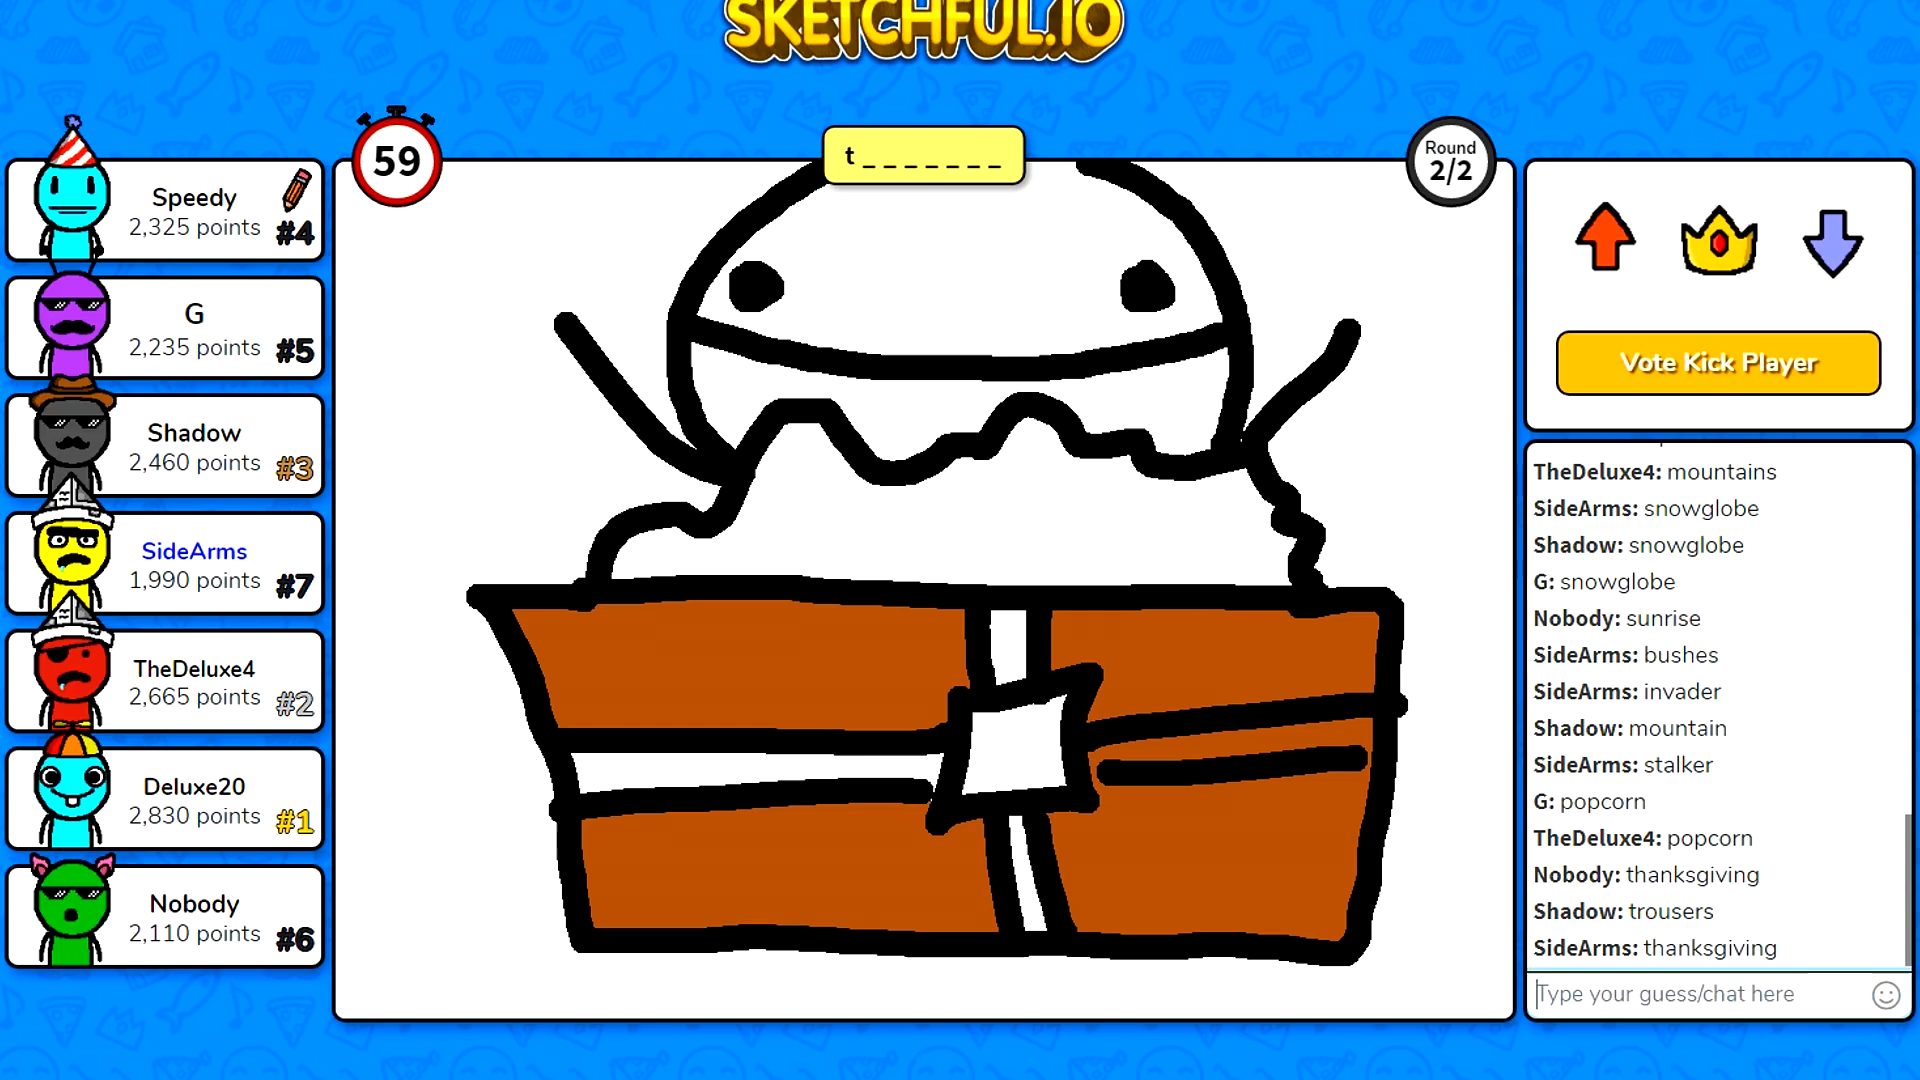 SKETCHFUL.IO
59
t _ _ _ _ _ _ _
Round
2/2
Speedy
2,325 points
#4
G
2,235 points
#5
Shadow
2,460 points
#3
SideArms
1,990 points
#7
TheDeluxe4
2,665 points
#2
Deluxe20
2,830 points
#1
Nobody
2,110 points
#6
Vote Kick Player
TheDeluxe4: mountains
SideArms: snowglobe
Shadow: snowglobe
G: snowglobe
Nobody: sunrise
SideArms: bushes
SideArms: invader
Shadow: mountain
SideArms: stalker
G: popcorn
TheDeluxe4: popcorn
Nobody: thanksgiving
Shadow: trousers
SideArms: thanksgiving
Type your guess/chat here